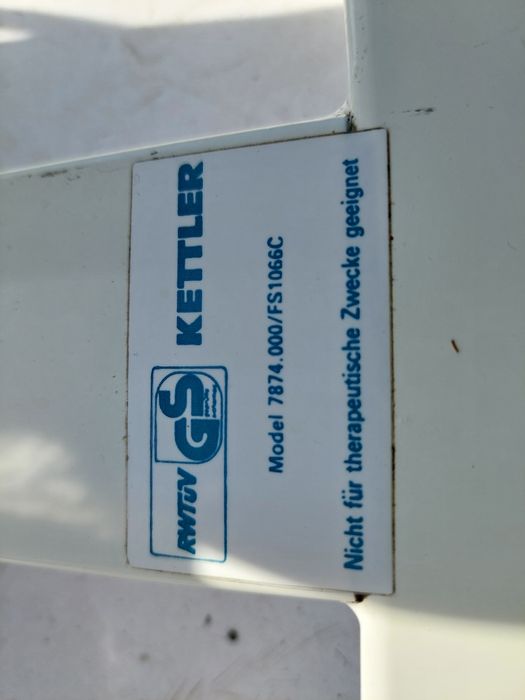 RWTÜV GS KETTLER
Model 7874.000/FS1066C
Nicht für therapeutische Zwecke geeignet